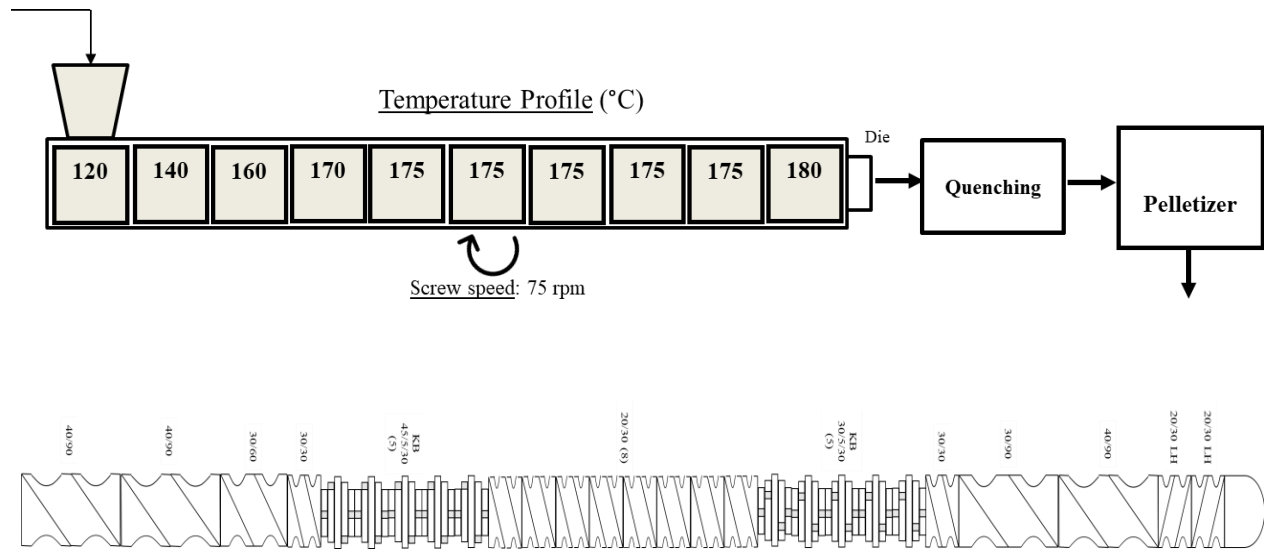 Temperature Profile (°C)
Die
120 140 160 170 175 175 175 175 175 180
Quenching
Pelletizer
Screw speed: 75 rpm
40/90
40/90
30/60
30/30
KB
45/5/30
(5)
20/30 (8)
KB
30/5/30
(5)
30/30
30/90
40/90
20/30 LH
20/30 LH